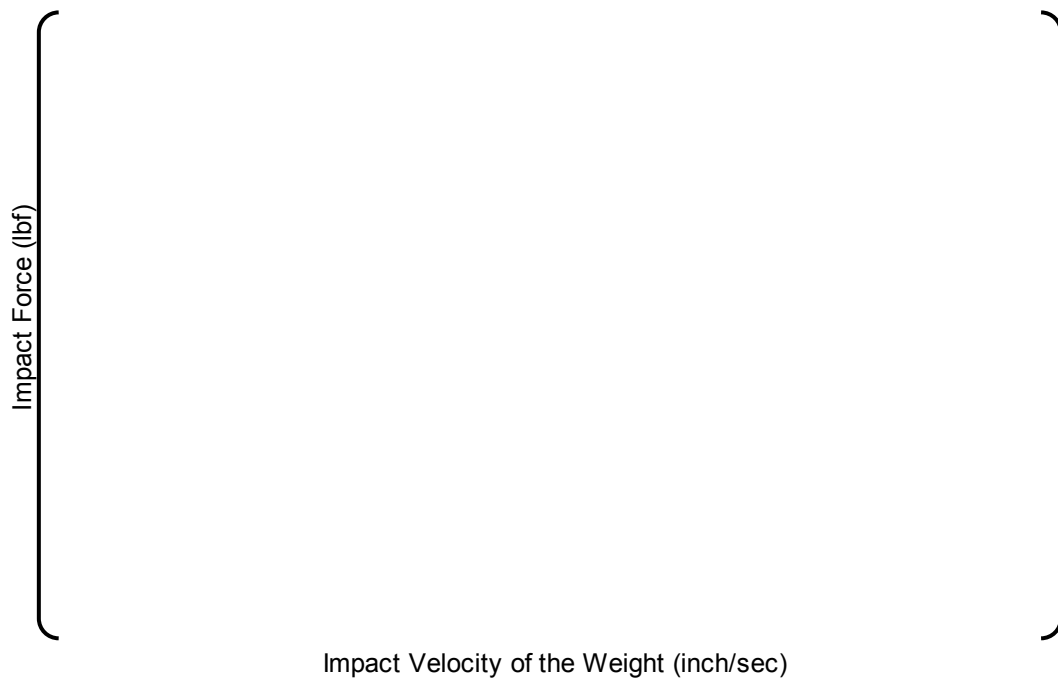 Impact Force (lbf)
Impact Velocity of the Weight (inch/sec)